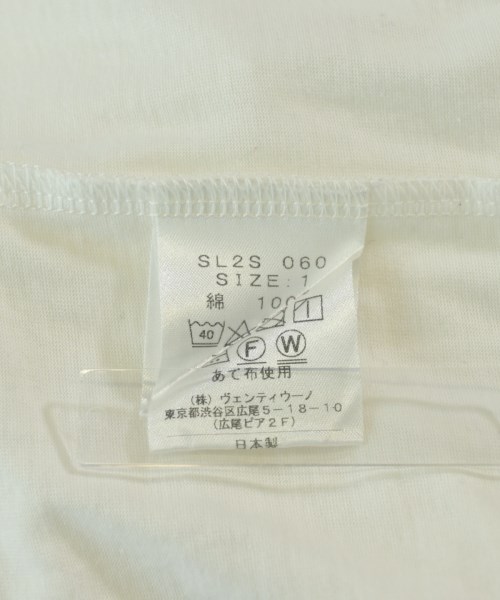 SL2S 060
SIZE:1
綿 100
40
F W
あて布使用
(株) ヴェンティウーノ
東京都渋谷区広尾5-18-10
(広尾ピア2F)
日本製